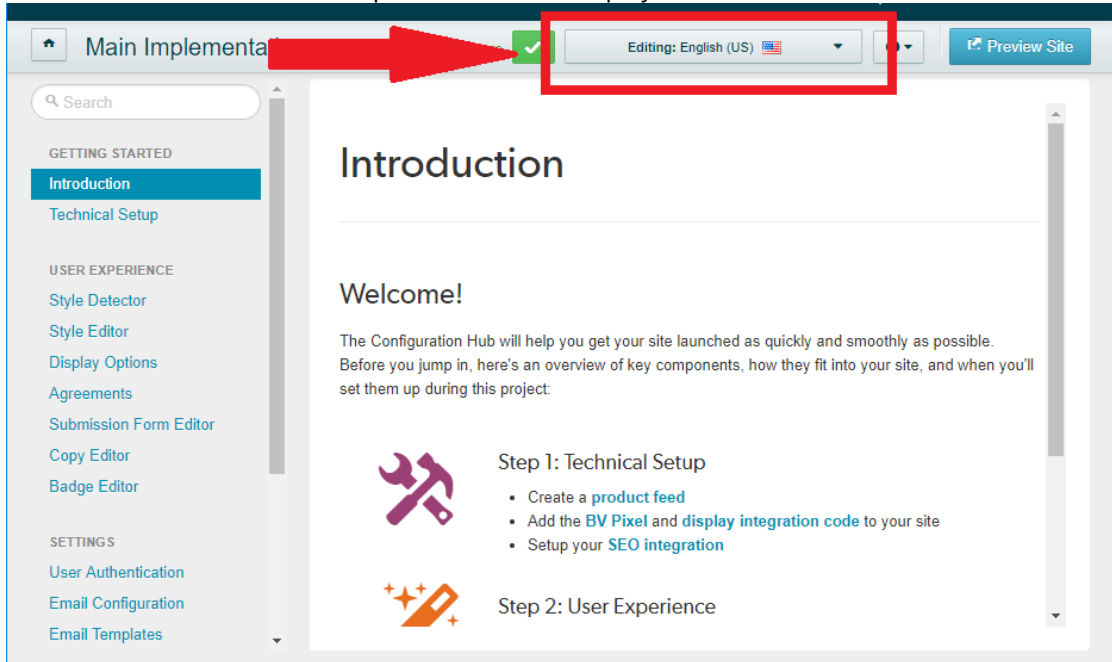 Main Implementa
Editing: English (US)
Preview Site
Search
GETTING STARTED
Introduction
Technical Setup
USER EXPERIENCE
Style Detector
Style Editor
Display Options
Agreements
Submission Form Editor
Copy Editor
Badge Editor
SETTINGS
User Authentication
Email Configuration
Email Templates
Introduction
Welcome!
The Configuration Hub will help you get your site launched as quickly and smoothly as possible.
Before you jump in, here's an overview of key components, how they fit into your site, and when you'll
set them up during this project:
Step 1: Technical Setup
• Create a product feed
• Add the BV Pixel and display integration code to your site
• Setup your SEO integration
Step 2: User Experience